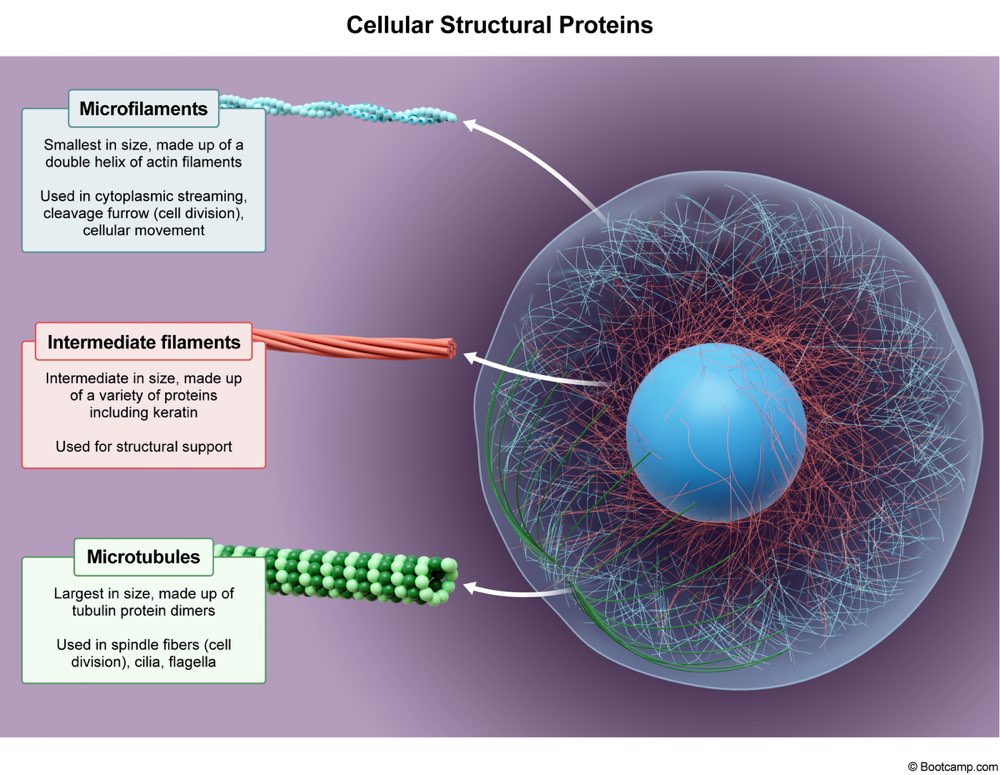 Cellular Structural Proteins
Microfilaments
Smallest in size, made up of a
double helix of actin filaments
Used in cytoplasmic streaming,
cleavage furrow (cell division),
cellular movement
Intermediate filaments
Intermediate in size, made up
of a variety of proteins
including keratin
Used for structural support
Microtubules
Largest in size, made up of
tubulin protein dimers
Used in spindle fibers (cell
division), cilia, flagella
© Bootcamp.com